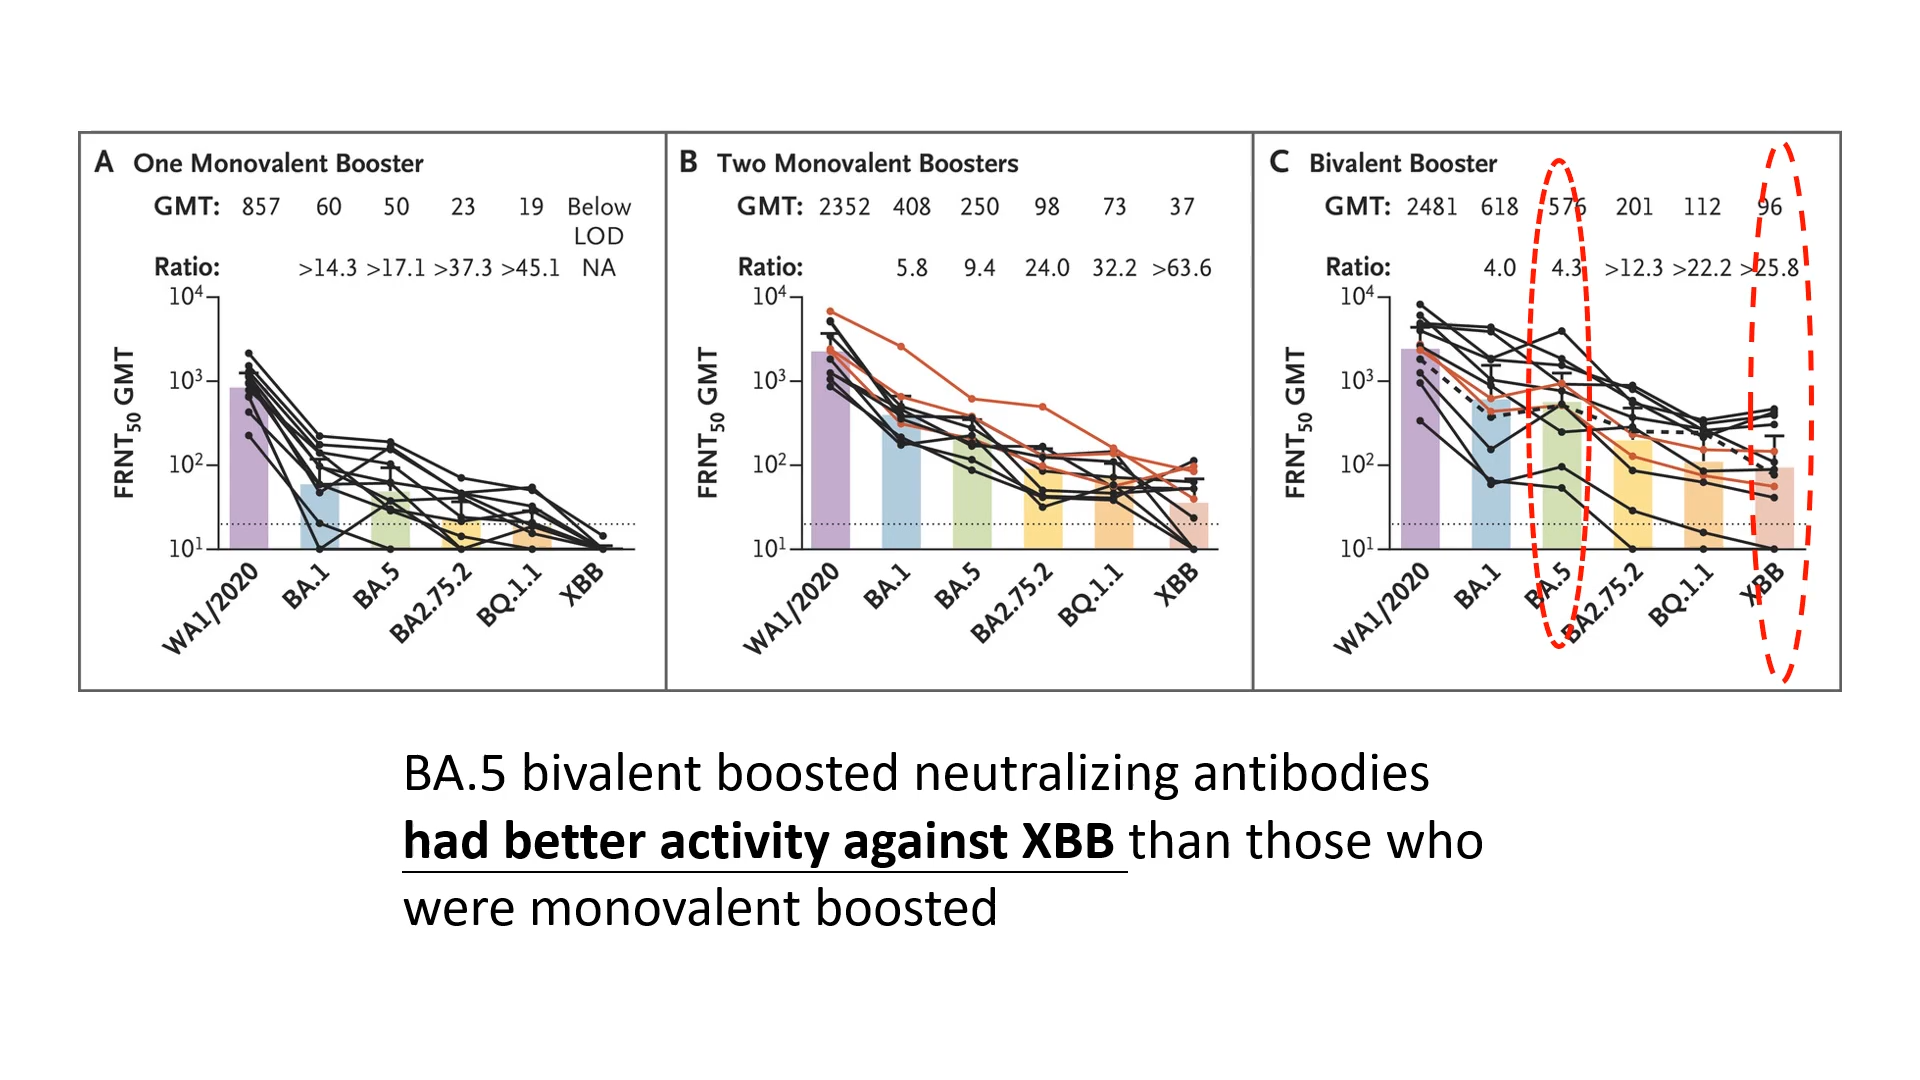 A One Monovalent Booster
GMT: 857 60 50 23 19 Below LOD
Ratio: >14.3 >17.1 >37.3 >45.1 NA
FRNT50 GMT
10⁴
10³
10²
10¹
WA1/2020 BA.1 BA.5 BA2.75.2 BQ.1.1 XBB
B Two Monovalent Boosters
GMT: 2352 408 250 98 73 37
Ratio: 5.8 9.4 24.0 32.2 >63.6
FRNT50 GMT
10⁴
10³
10²
10¹
WA1/2020 BA.1 BA.5 BA2.75.2 BQ.1.1 XBB
C Bivalent Booster
GMT: 2481 618 576 201 112 96
Ratio: 4.0 4.3 >12.3 >22.2 >25.8
FRNT50 GMT
10⁴
10³
10²
10¹
WA1/2020 BA.1 BA.5 BA2.75.2 BQ.1.1 XBB
BA.5 bivalent boosted neutralizing antibodies
had better activity against XBB than those who
were monovalent boosted